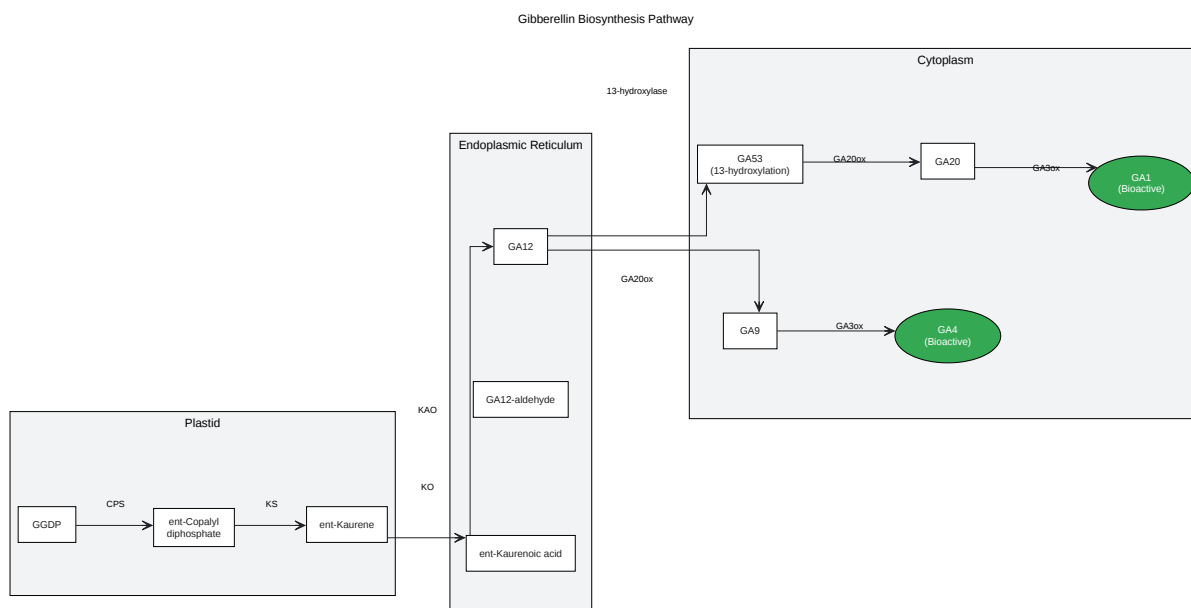 Gibberellin Biosynthesis Pathway
Cytoplasm
13-hydroxylase
Endoplasmic Reticulum
GA53
(13-hydroxylation)
GA20ox
GA20
GA3ox
GA1
(Bioactive)
GA12
GA20ox
GA9
GA3ox
GA4
(Bioactive)
GA12-aldehyde
KAO
Plastid
KO
CPS
KS
GGDP
ent-Copalyl
diphosphate
ent-Kaurene
ent-Kaurenoic acid